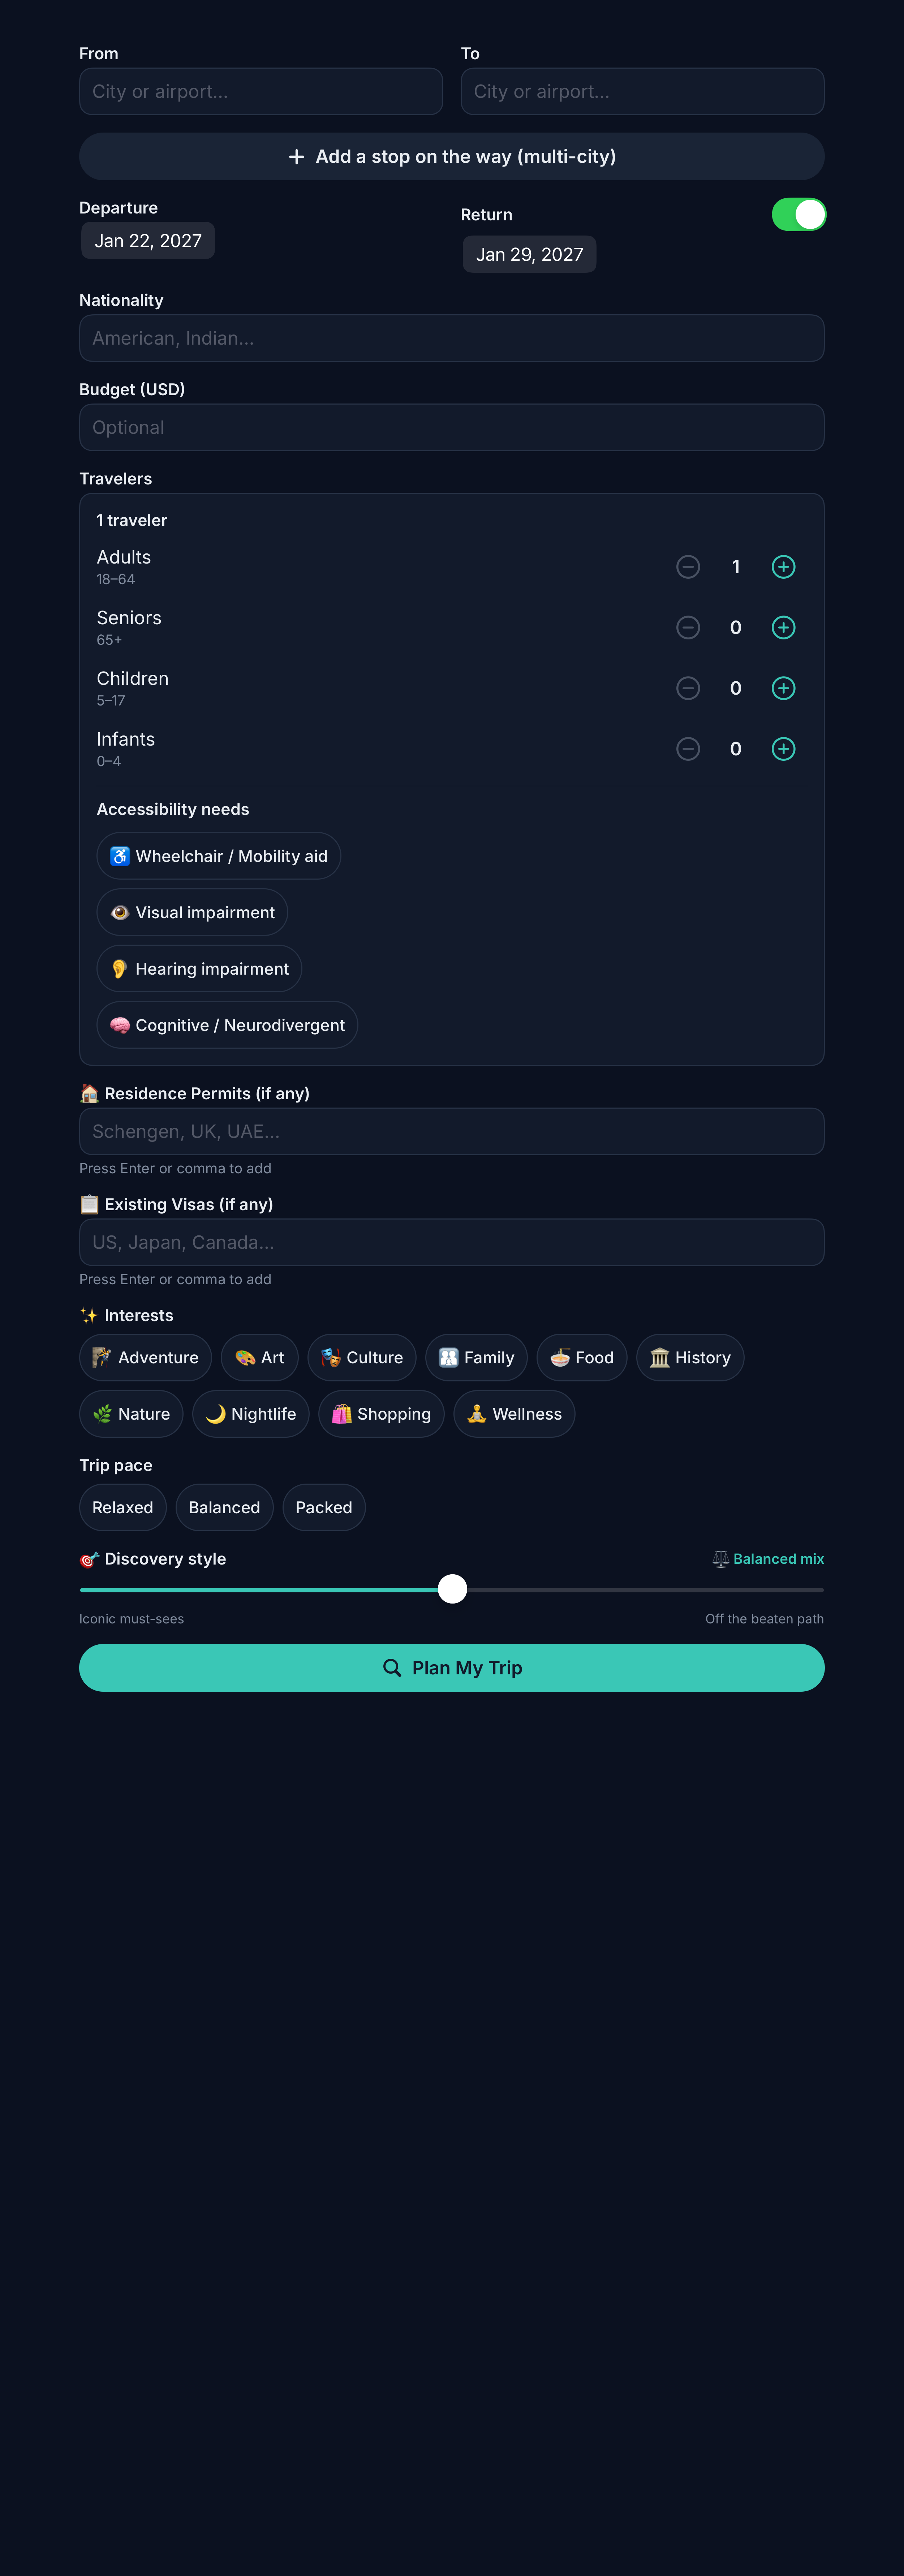 From
To
City or airport...
City or airport...
+ Add a stop on the way (multi-city)
Departure
Return
Jan 22, 2027
Jan 29, 2027
Nationality
American, Indian...
Budget (USD)
Optional
Travelers
1 traveler
Adults
18–64
1
Seniors
65+
0
Children
5–17
0
Infants
0–4
0
Accessibility needs
♿ Wheelchair / Mobility aid
👁️ Visual impairment
👂 Hearing impairment
🧠 Cognitive / Neurodivergent
🏠 Residence Permits (if any)
Schengen, UK, UAE...
Press Enter or comma to add
📋 Existing Visas (if any)
US, Japan, Canada...
Press Enter or comma to add
✨ Interests
🧗 Adventure 🎨 Art 🎭 Culture 👪 Family 🍜 Food 🏛️ History
🌿 Nature 🌙 Nightlife 🛍️ Shopping 🧘 Wellness
Trip pace
Relaxed Balanced Packed
🎯 Discovery style
⚖️ Balanced mix
Iconic must-sees
Off the beaten path
Plan My Trip